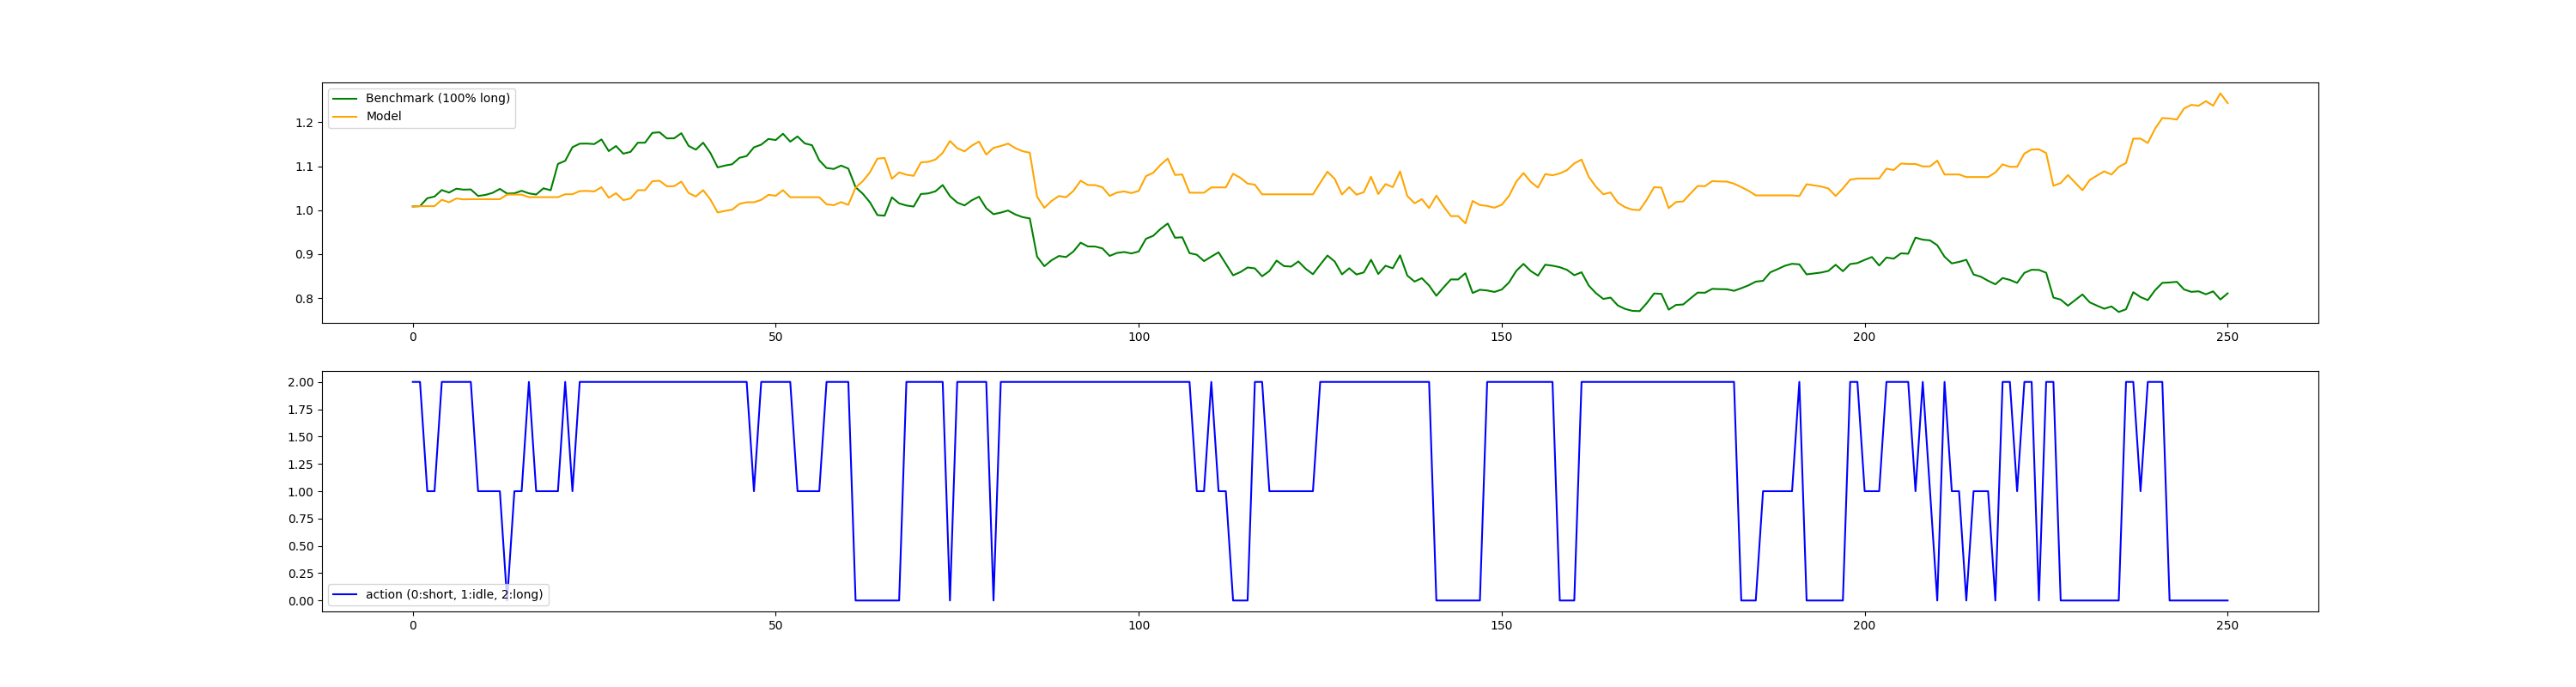 Benchmark (100% long)
Model
1.2
1.1
1.0
0.9
0.8
0 50 100 150 200 250
2.00
1.75
1.50
1.25
1.00
0.75
0.50
0.25
0.00
action (0:short, 1:idle, 2:long)
0 50 100 150 200 250